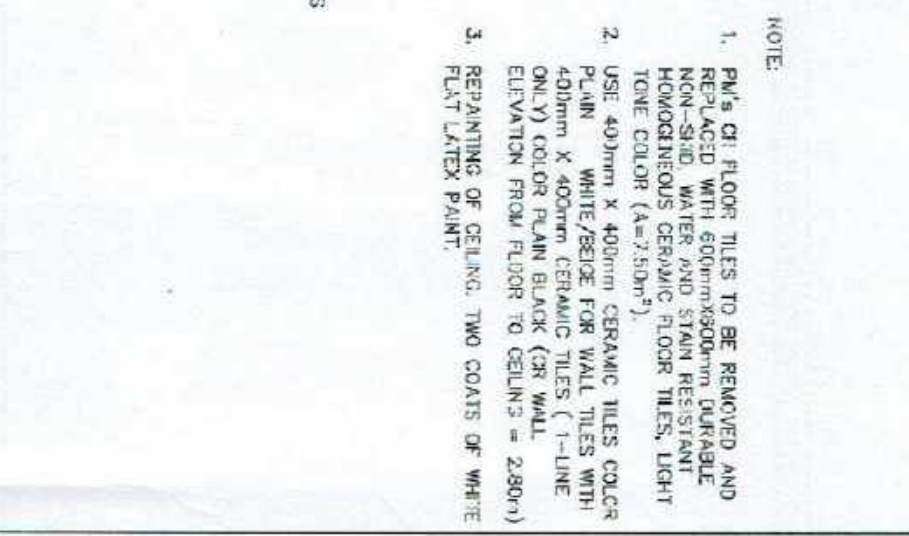 NOTE:
1. PM's CR FLOOR TILES TO BE REMOVED AND
REPLACED WITH 600mmX600mm DURABLE
NON-SKID WATER AND STAIN RESISTANT
HOMOGENEOUS CERAMIC FLOOR TILES, LIGHT
TONE COLOR (A=7.50m²).
2. USE 400mm X 400mm CERAMIC TILES COLOR
PLAIN WHITE/BEIGE FOR WALL TILES WITH
400mm X 400mm CERAMIC TILES ( 1-LINE
ONLY) COLOR PLAIN BLACK (CR WALL
ELEVATION FROM FLOOR TO CEILING = 2.80m)
3. REPAINTING OF CEILING. TWO COATS OF WHITE
FLAT LATEX PAINT.
S